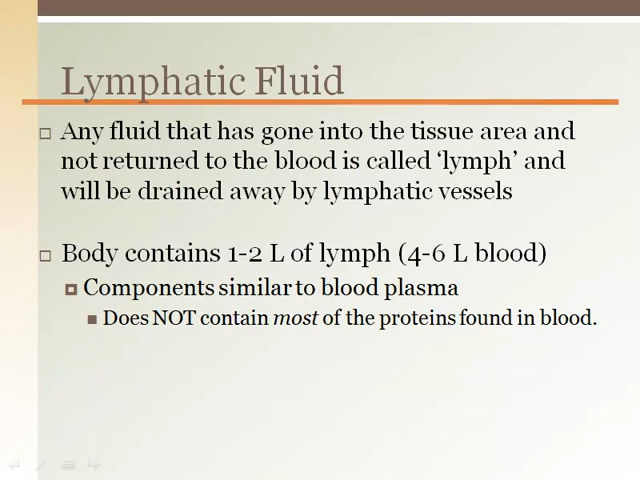 Lymphatic Fluid
Any fluid that has gone into the tissue area and
not returned to the blood is called ‘lymph’ and
will be drained away by lymphatic vessels
Body contains 1-2 L of lymph (4-6 L blood)
Components similar to blood plasma
Does NOT contain most of the proteins found in blood.